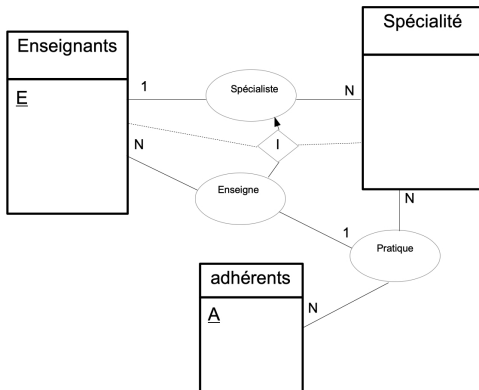 Enseignants
Spécialité
E
1
Spécialiste
N
I
N
Enseigne
N
1
Pratique
adhérents
A
N